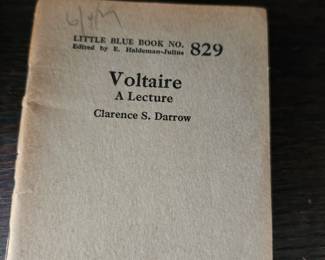 LITTLE BLUE BOOK NO. 829
Edited by E. Haldeman-Julius
Voltaire
A Lecture
Clarence S. Darrow